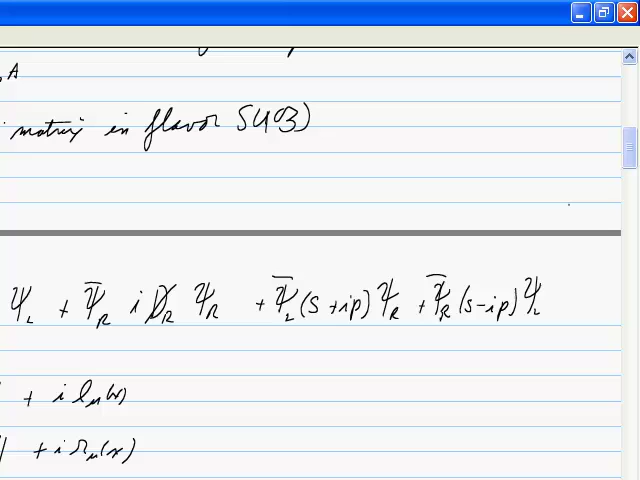 , A
matrix in flavor SU(3)
Ψ_L + Ψ̄_R i D̸_R Ψ_R + Ψ̄_L (S + ip) Ψ_R + Ψ̄_R (s - ip) Ψ_L
+ i l_μ(x)
+ i r_μ(x)